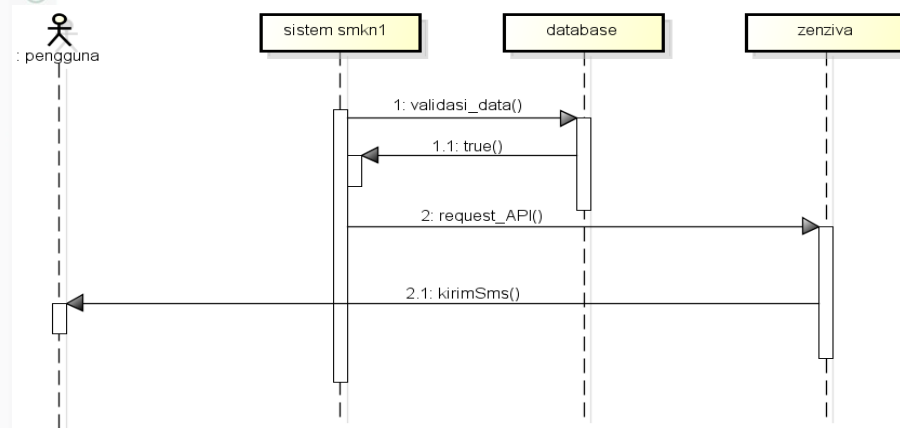 : pengguna
sistem smkn1
database
zenziva
1: validasi_data()
1.1: true()
2: request_API()
2.1: kirimSms()